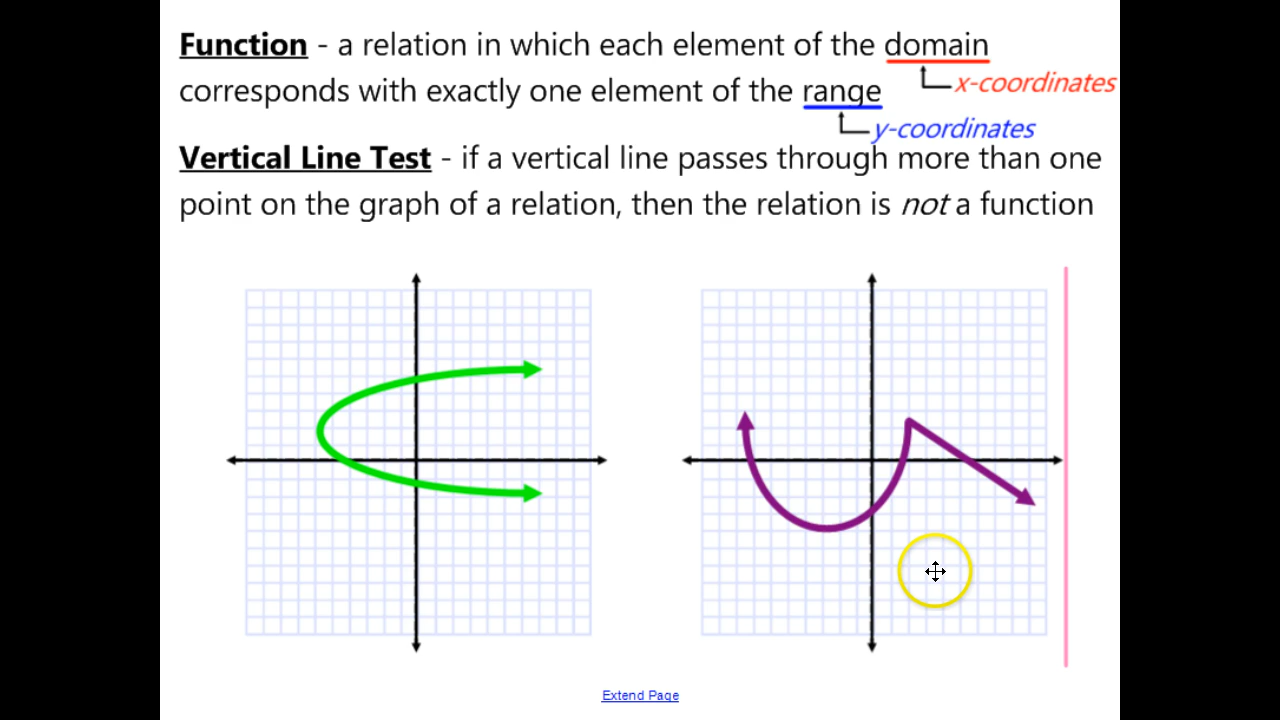 Function - a relation in which each element of the domain
x-coordinates
corresponds with exactly one element of the range
y-coordinates
Vertical Line Test - if a vertical line passes through more than one
point on the graph of a relation, then the relation is not a function
Extend Page